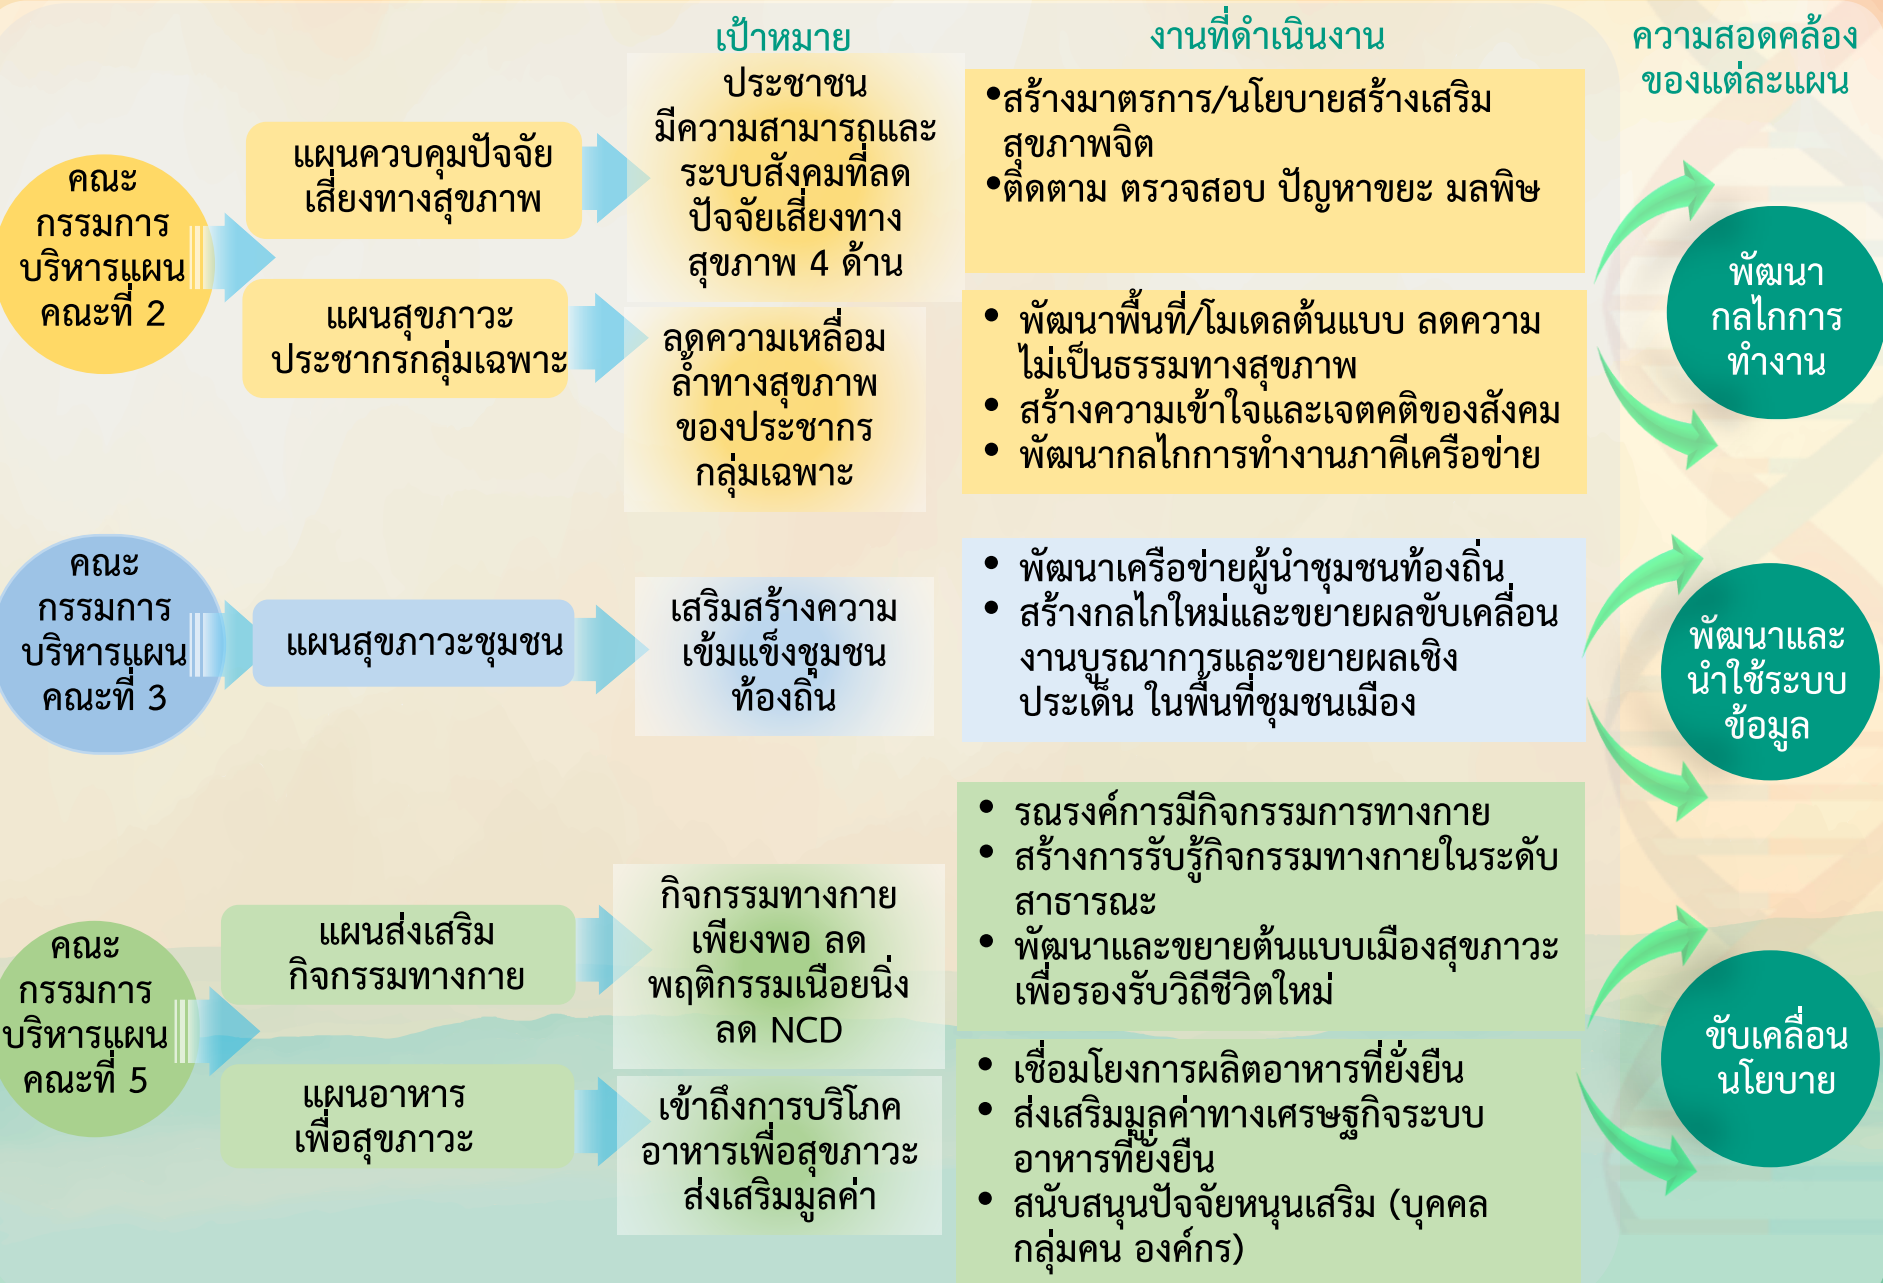 เป้าหมาย
งานที่ดำเนินงาน
ความสอดคล้อง
ของแต่ละแผน
คณะ
กรรมการ
บริหารแผน
คณะที่ 2
แผนควบคุมปัจจัย
เสี่ยงทางสุขภาพ
ประชาชน
มีความสามารถและ
ระบบสังคมที่ลด
ปัจจัยเสี่ยงทาง
สุขภาพ 4 ด้าน
•สร้างมาตรการ/นโยบายสร้างเสริม
สุขภาพจิต
•ติดตาม ตรวจสอบ ปัญหาขยะ มลพิษ
แผนสุขภาวะ
ประชากรกลุ่มเฉพาะ
ลดความเหลื่อม
ล้ำทางสุขภาพ
ของประชากร
กลุ่มเฉพาะ
• พัฒนาพื้นที่/โมเดลต้นแบบ ลดความ
ไม่เป็นธรรมทางสุขภาพ
• สร้างความเข้าใจและเจตคติของสังคม
• พัฒนากลไกการทำงานภาคีเครือข่าย
พัฒนา
กลไกการ
ทำงาน
คณะ
กรรมการ
บริหารแผน
คณะที่ 3
แผนสุขภาวะชุมชน
เสริมสร้างความ
เข้มแข็งชุมชน
ท้องถิ่น
• พัฒนาเครือข่ายผู้นำชุมชนท้องถิ่น
• สร้างกลไกใหม่และขยายผลขับเคลื่อน
งานบูรณาการและขยายผลเชิง
ประเด็น ในพื้นที่ชุมชนเมือง
พัฒนาและ
นำใช้ระบบ
ข้อมูล
คณะ
กรรมการ
บริหารแผน
คณะที่ 5
แผนส่งเสริม
กิจกรรมทางกาย
กิจกรรมทางกาย
เพียงพอ ลด
พฤติกรรมเนือยนิ่ง
ลด NCD
• รณรงค์การมีกิจกรรมการทางกาย
• สร้างการรับรู้กิจกรรมทางกายในระดับ
สาธารณะ
• พัฒนาและขยายต้นแบบเมืองสุขภาวะ
เพื่อรองรับวิถีชีวิตใหม่
แผนอาหาร
เพื่อสุขภาวะ
เข้าถึงการบริโภค
อาหารเพื่อสุขภาวะ
ส่งเสริมมูลค่า
• เชื่อมโยงการผลิตอาหารที่ยั่งยืน
• ส่งเสริมมูลค่าทางเศรษฐกิจระบบ
อาหารที่ยั่งยืน
• สนับสนุนปัจจัยหนุนเสริม (บุคคล
กลุ่มคน องค์กร)
ขับเคลื่อน
นโยบาย